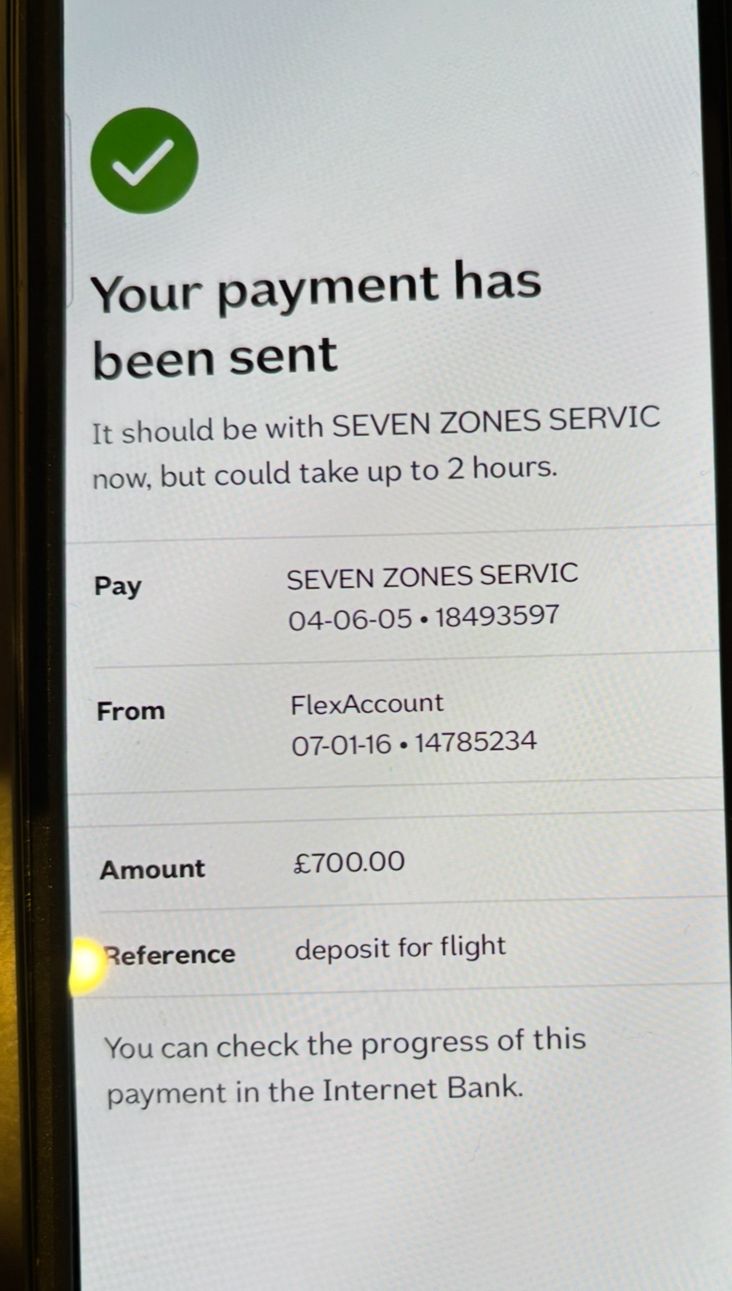 Your payment has
been sent
It should be with SEVEN ZONES SERVIC
now, but could take up to 2 hours.
Pay SEVEN ZONES SERVIC
04-06-05 • 18493597
From FlexAccount
07-01-16 • 14785234
Amount £700.00
Reference deposit for flight
You can check the progress of this
payment in the Internet Bank.